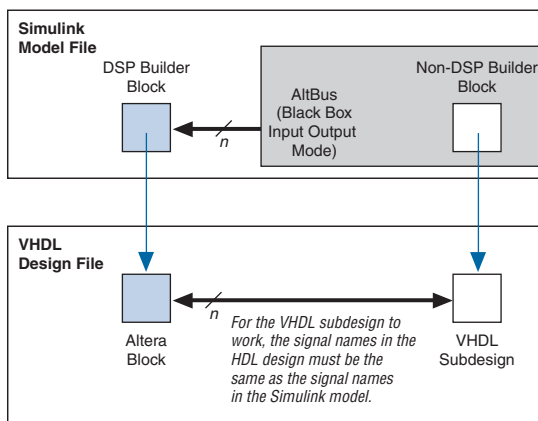 Simulink
Model File
DSP Builder
Block
AltBus
(Black Box
Input Output
Mode)
Non-DSP Builder
Block
n
VHDL
Design File
n
Altera
Block
For the VHDL subdesign to
work, the signal names in the
HDL design must be the
same as the signal names
in the Simulink model.
VHDL
Subdesign